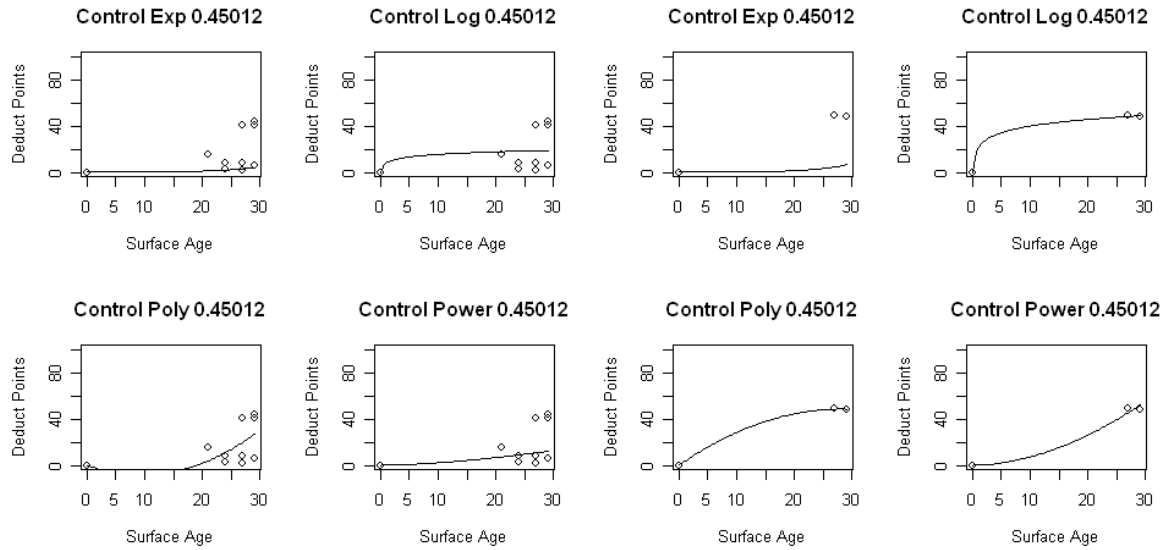 Control Exp 0.45012
Control Log 0.45012
Control Exp 0.45012
Control Log 0.45012
Deduct Points
0 40 80
0 5 10 20 30
Surface Age
Deduct Points
0 40 80
0 5 10 20 30
Surface Age
Deduct Points
0 40 80
0 5 10 20 30
Surface Age
Deduct Points
0 40 80
0 5 10 20 30
Surface Age
Control Poly 0.45012
Control Power 0.45012
Control Poly 0.45012
Control Power 0.45012
Deduct Points
0 40 80
0 5 10 20 30
Surface Age
Deduct Points
0 40 80
0 5 10 20 30
Surface Age
Deduct Points
0 40 80
0 5 10 20 30
Surface Age
Deduct Points
0 40 80
0 5 10 20 30
Surface Age